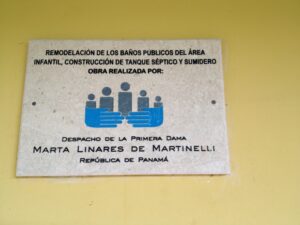 REMODELACIÓN DE LOS BAÑOS PÚBLICOS DEL ÁREA
INFANTIL, CONSTRUCCIÓN DE TANQUE SÉPTICO Y SUMIDERO
OBRA REALIZADA POR:
DESPACHO DE LA PRIMERA DAMA
MARTA LINARES DE MARTINELLI
REPÚBLICA DE PANAMÁ